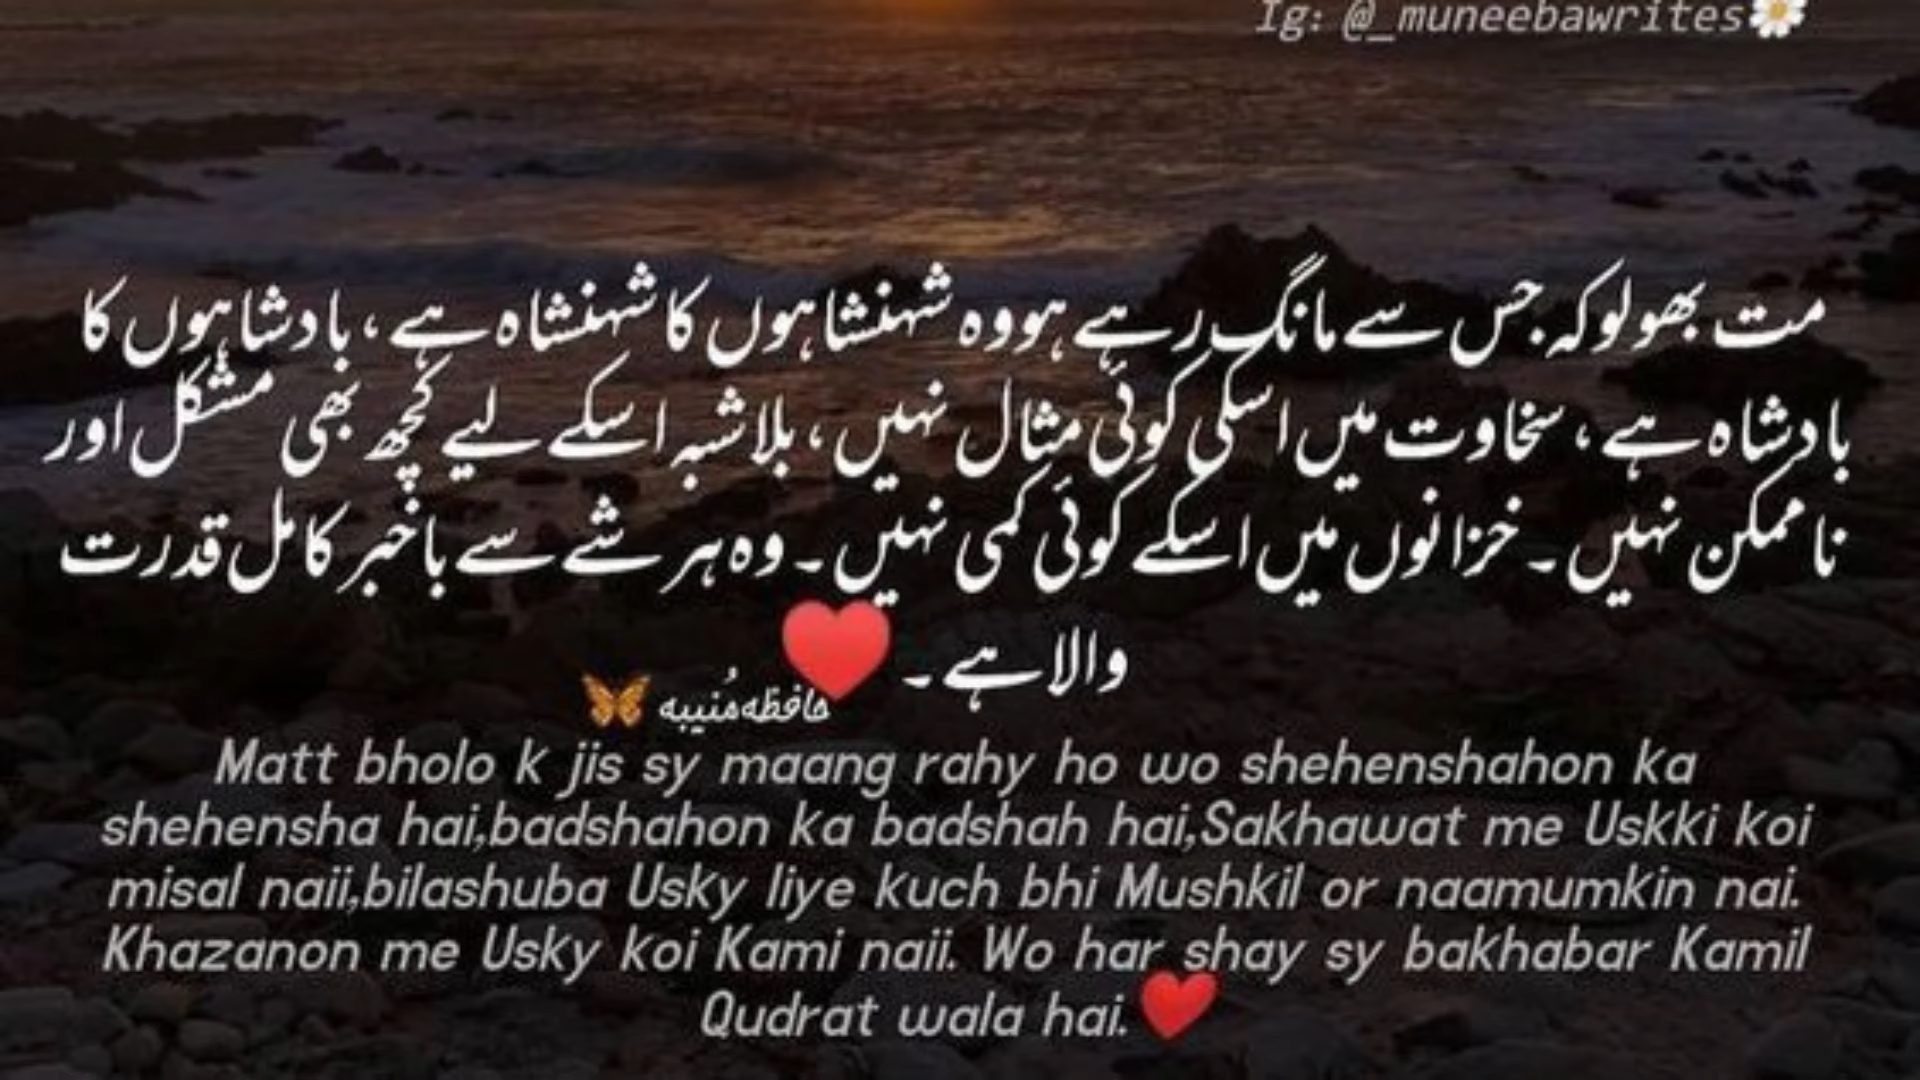 Ig: @_muneebawrites🌼
مت بھولو کہ جس سے مانگ رہے ہو وہ شہنشاہوں کا شہنشاہ ہے، بادشاہوں کا
بادشاہ ہے، سخاوت میں اسکی کوئی مثال نہیں، بلاشبہ اسکے لیے کچھ بھی مشکل اور
ناممکن نہیں۔ خزانوں میں اسکے کوئی کمی نہیں۔ وہ ہر شے سے باخبر کامل قدرت
والا ہے۔ ❤️
حافظہ مُنیبہ 🦋
Matt bholo k jis sy maang rahy ho wo shehenshahon ka
shehensha hai,badshahon ka badshah hai,Sakhawat me Uskki koi
misal naii,bilashuba Usky liye kuch bhi Mushkil or naamumkin nai.
Khazanon me Usky koi Kami naii. Wo har shay sy bakhabar Kamil
Qudrat wala hai.❤️